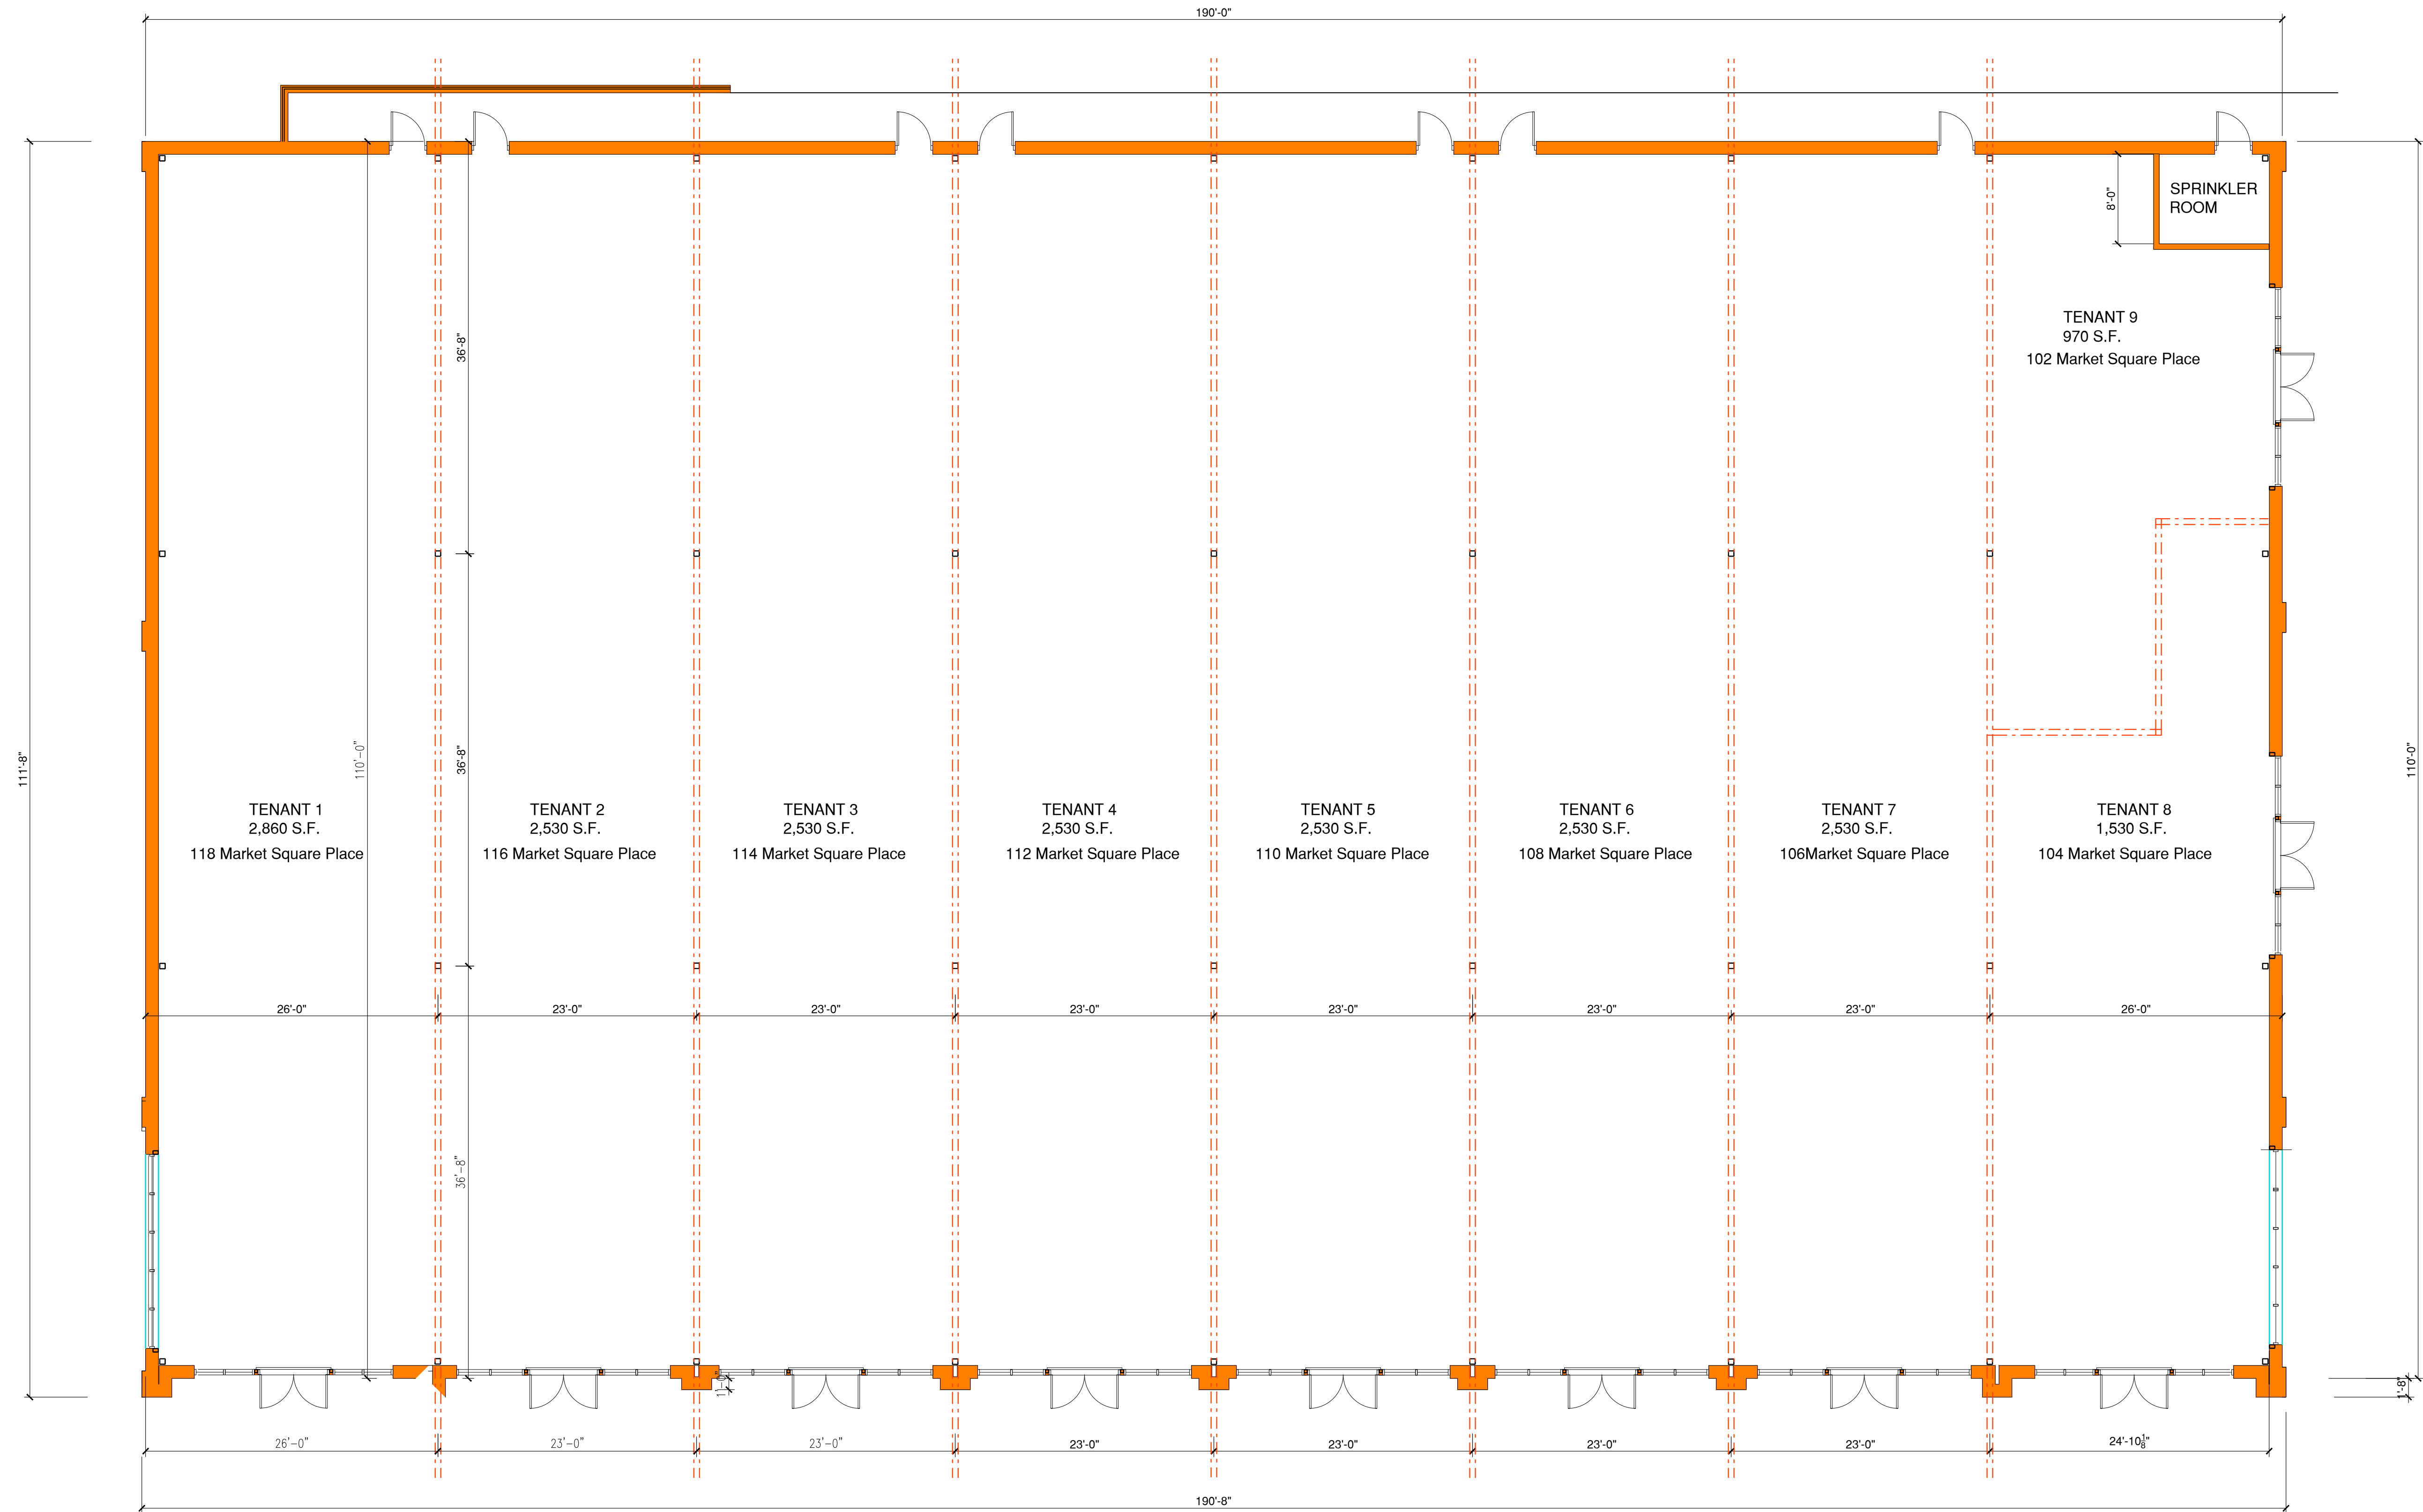 190'-0"
SPRINKLER
ROOM
8'-0"
TENANT 9
970 S.F.
102 Market Square Place
36'-8"
111'-8"
110'-0"
36'-8"
110'-0"
TENANT 1
2,860 S.F.
118 Market Square Place
TENANT 2
2,530 S.F.
116 Market Square Place
TENANT 3
2,530 S.F.
114 Market Square Place
TENANT 4
2,530 S.F.
112 Market Square Place
TENANT 5
2,530 S.F.
110 Market Square Place
TENANT 6
2,530 S.F.
108 Market Square Place
TENANT 7
2,530 S.F.
106Market Square Place
TENANT 8
1,530 S.F.
104 Market Square Place
26'-0"
23'-0"
23'-0"
23'-0"
23'-0"
23'-0"
23'-0"
26'-0"
36'-8"
1'-0"
1'-8"
26'-0"
23'-0"
23'-0"
23'-0"
23'-0"
23'-0"
23'-0"
24'-10⅛"
190'-8"